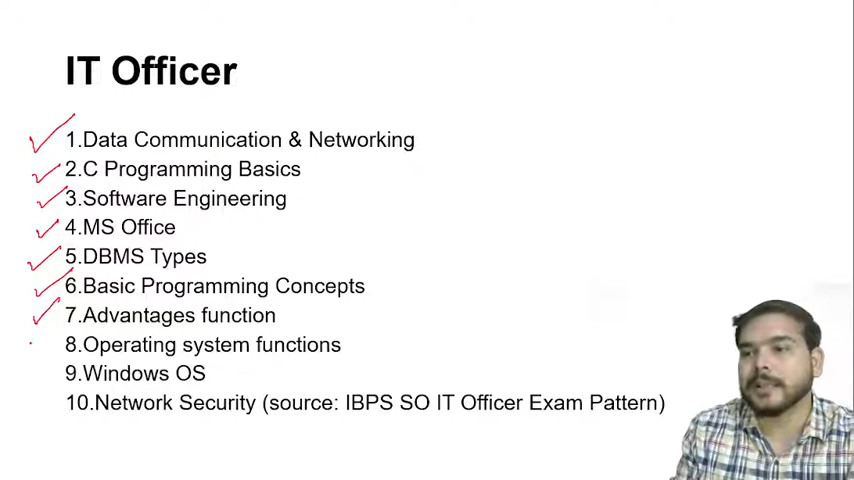 IT Officer
1.Data Communication & Networking
2.C Programming Basics
3.Software Engineering
4.MS Office
5.DBMS Types
6.Basic Programming Concepts
7.Advantages function
8.Operating system functions
9.Windows OS
10.Network Security (source: IBPS SO IT Officer Exam Pattern)